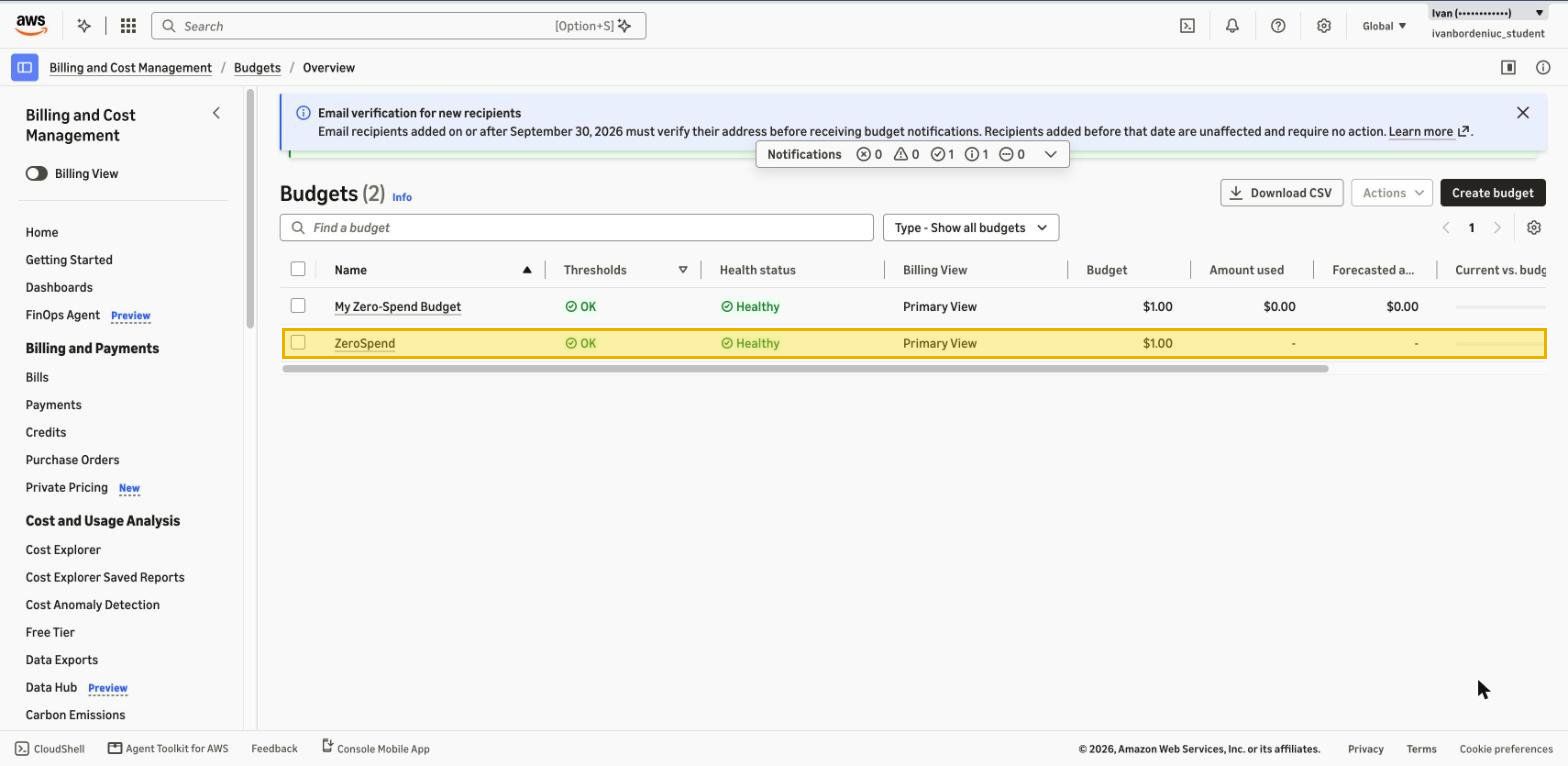 aws
Search [Option+S]
Global
Ivan (············)
ivanbordeniuc_student
Billing and Cost Management / Budgets / Overview
Billing and Cost
Management
Billing View
Home
Getting Started
Dashboards
FinOps Agent Preview
Billing and Payments
Bills
Payments
Credits
Purchase Orders
Private Pricing New
Cost and Usage Analysis
Cost Explorer
Cost Explorer Saved Reports
Cost Anomaly Detection
Free Tier
Data Exports
Data Hub Preview
Carbon Emissions
Email verification for new recipients
Email recipients added on or after September 30, 2026 must verify their address before receiving budget notifications. Recipients added before that date are unaffected and require no action. Learn more .
Notifications 0 0 1 1 0
Budgets (2) Info
Download CSV Actions Create budget
Find a budget Type - Show all budgets 1
Name Thresholds Health status Billing View Budget Amount used Forecasted a... Current vs. budg
My Zero-Spend Budget OK Healthy Primary View $1.00 $0.00 $0.00
ZeroSpend OK Healthy Primary View $1.00 - -
CloudShell Agent Toolkit for AWS Feedback Console Mobile App © 2026, Amazon Web Services, Inc. or its affiliates. Privacy Terms Cookie preferences